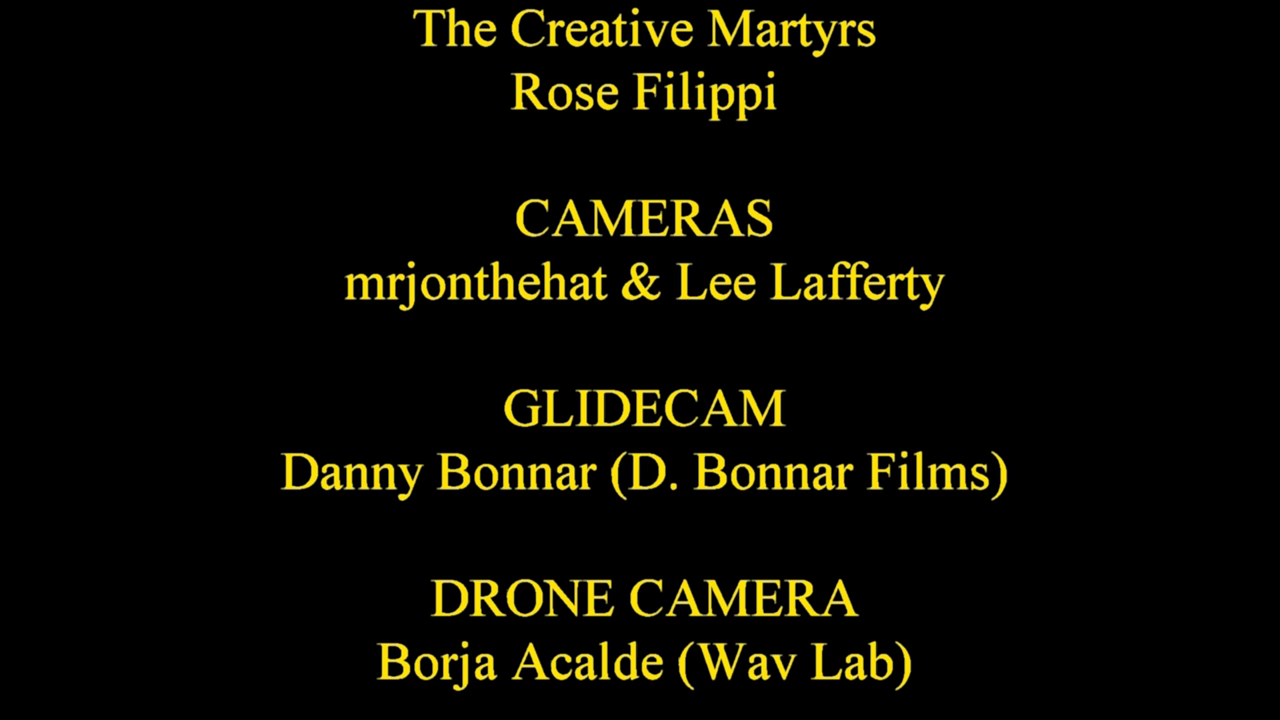 The Creative Martyrs
Rose Filippi
CAMERAS
mrjonthehat & Lee Lafferty
GLIDECAM
Danny Bonnar (D. Bonnar Films)
DRONE CAMERA
Borja Acalde (Wav Lab)